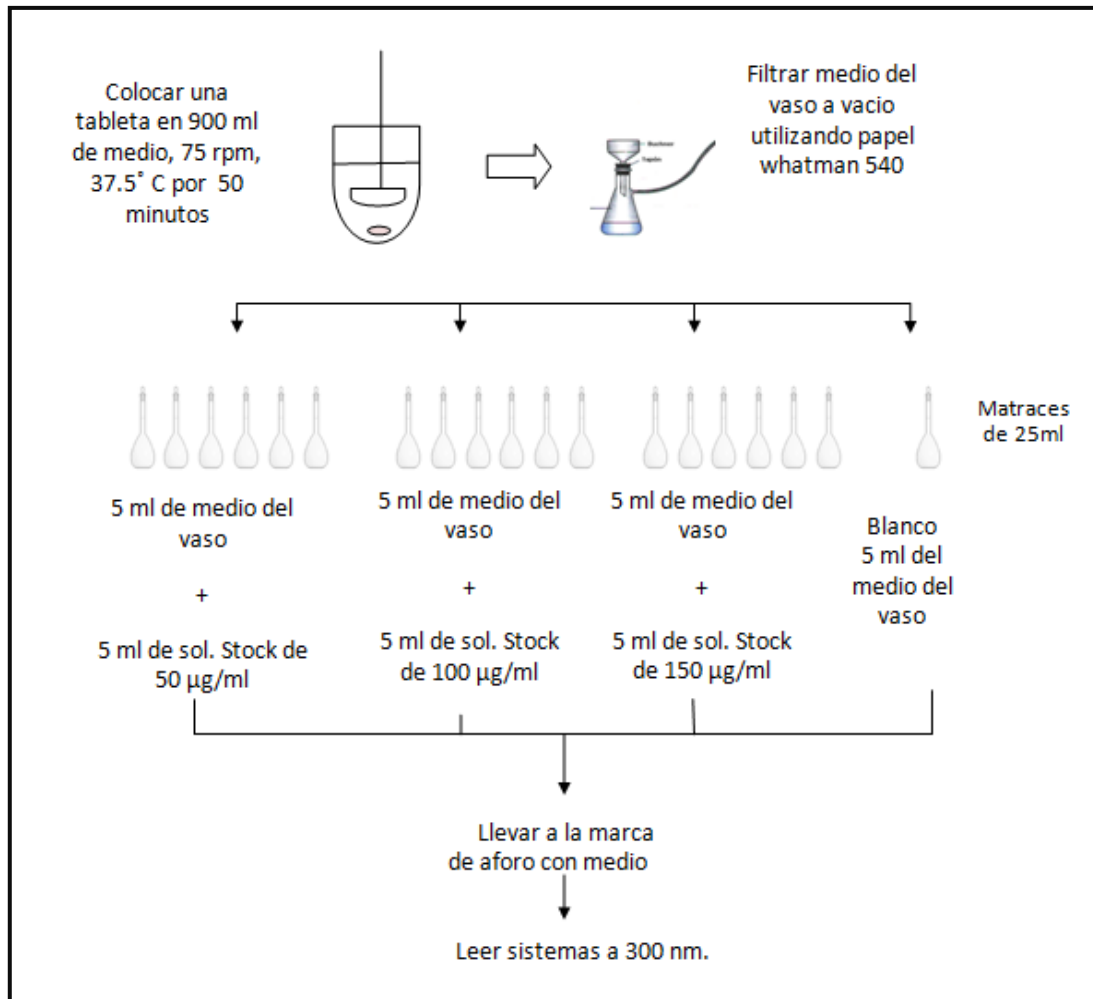 Colocar una
tableta en 900 ml
de medio, 75 rpm,
37.5° C por 50
minutos
Filtrar medio del
vaso a vacio
utilizando papel
whatman 540
Matraces
de 25ml
5 ml de medio del
vaso
+
5 ml de sol. Stock de
50 µg/ml
5 ml de medio del
vaso
+
5 ml de sol. Stock
de 100 µg/ml
5 ml de medio del
vaso
+
5 ml de sol. Stock
de 150 µg/ml
Blanco
5 ml del
medio del
vaso
Llevar a la marca
de aforo con medio
Leer sistemas a 300 nm.